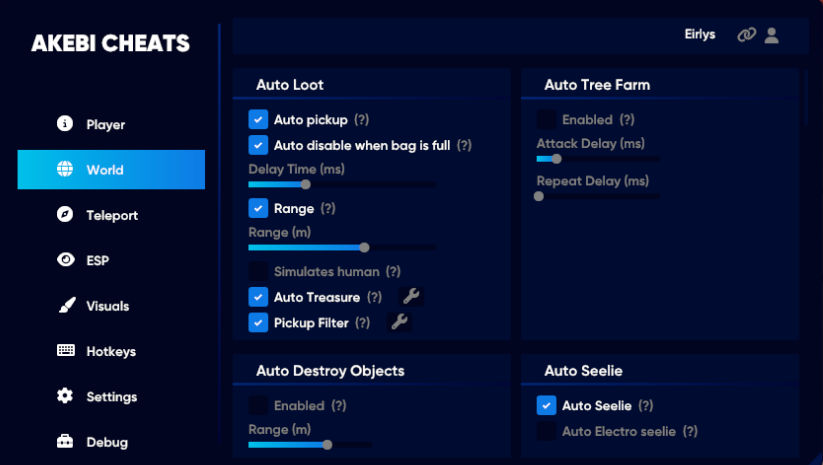 AKEBI CHEATS
Eirlys
Player
World
Teleport
ESP
Visuals
Hotkeys
Settings
Debug
Auto Loot
Auto pickup (?)
Auto disable when bag is full (?)
Delay Time (ms)
Range (?)
Range (m)
Simulates human (?)
Auto Treasure (?)
Pickup Filter (?)
Auto Tree Farm
Enabled (?)
Attack Delay (ms)
Repeat Delay (ms)
Auto Destroy Objects
Enabled (?)
Range (m)
Auto Seelie
Auto Seelie (?)
Auto Electro seelie (?)